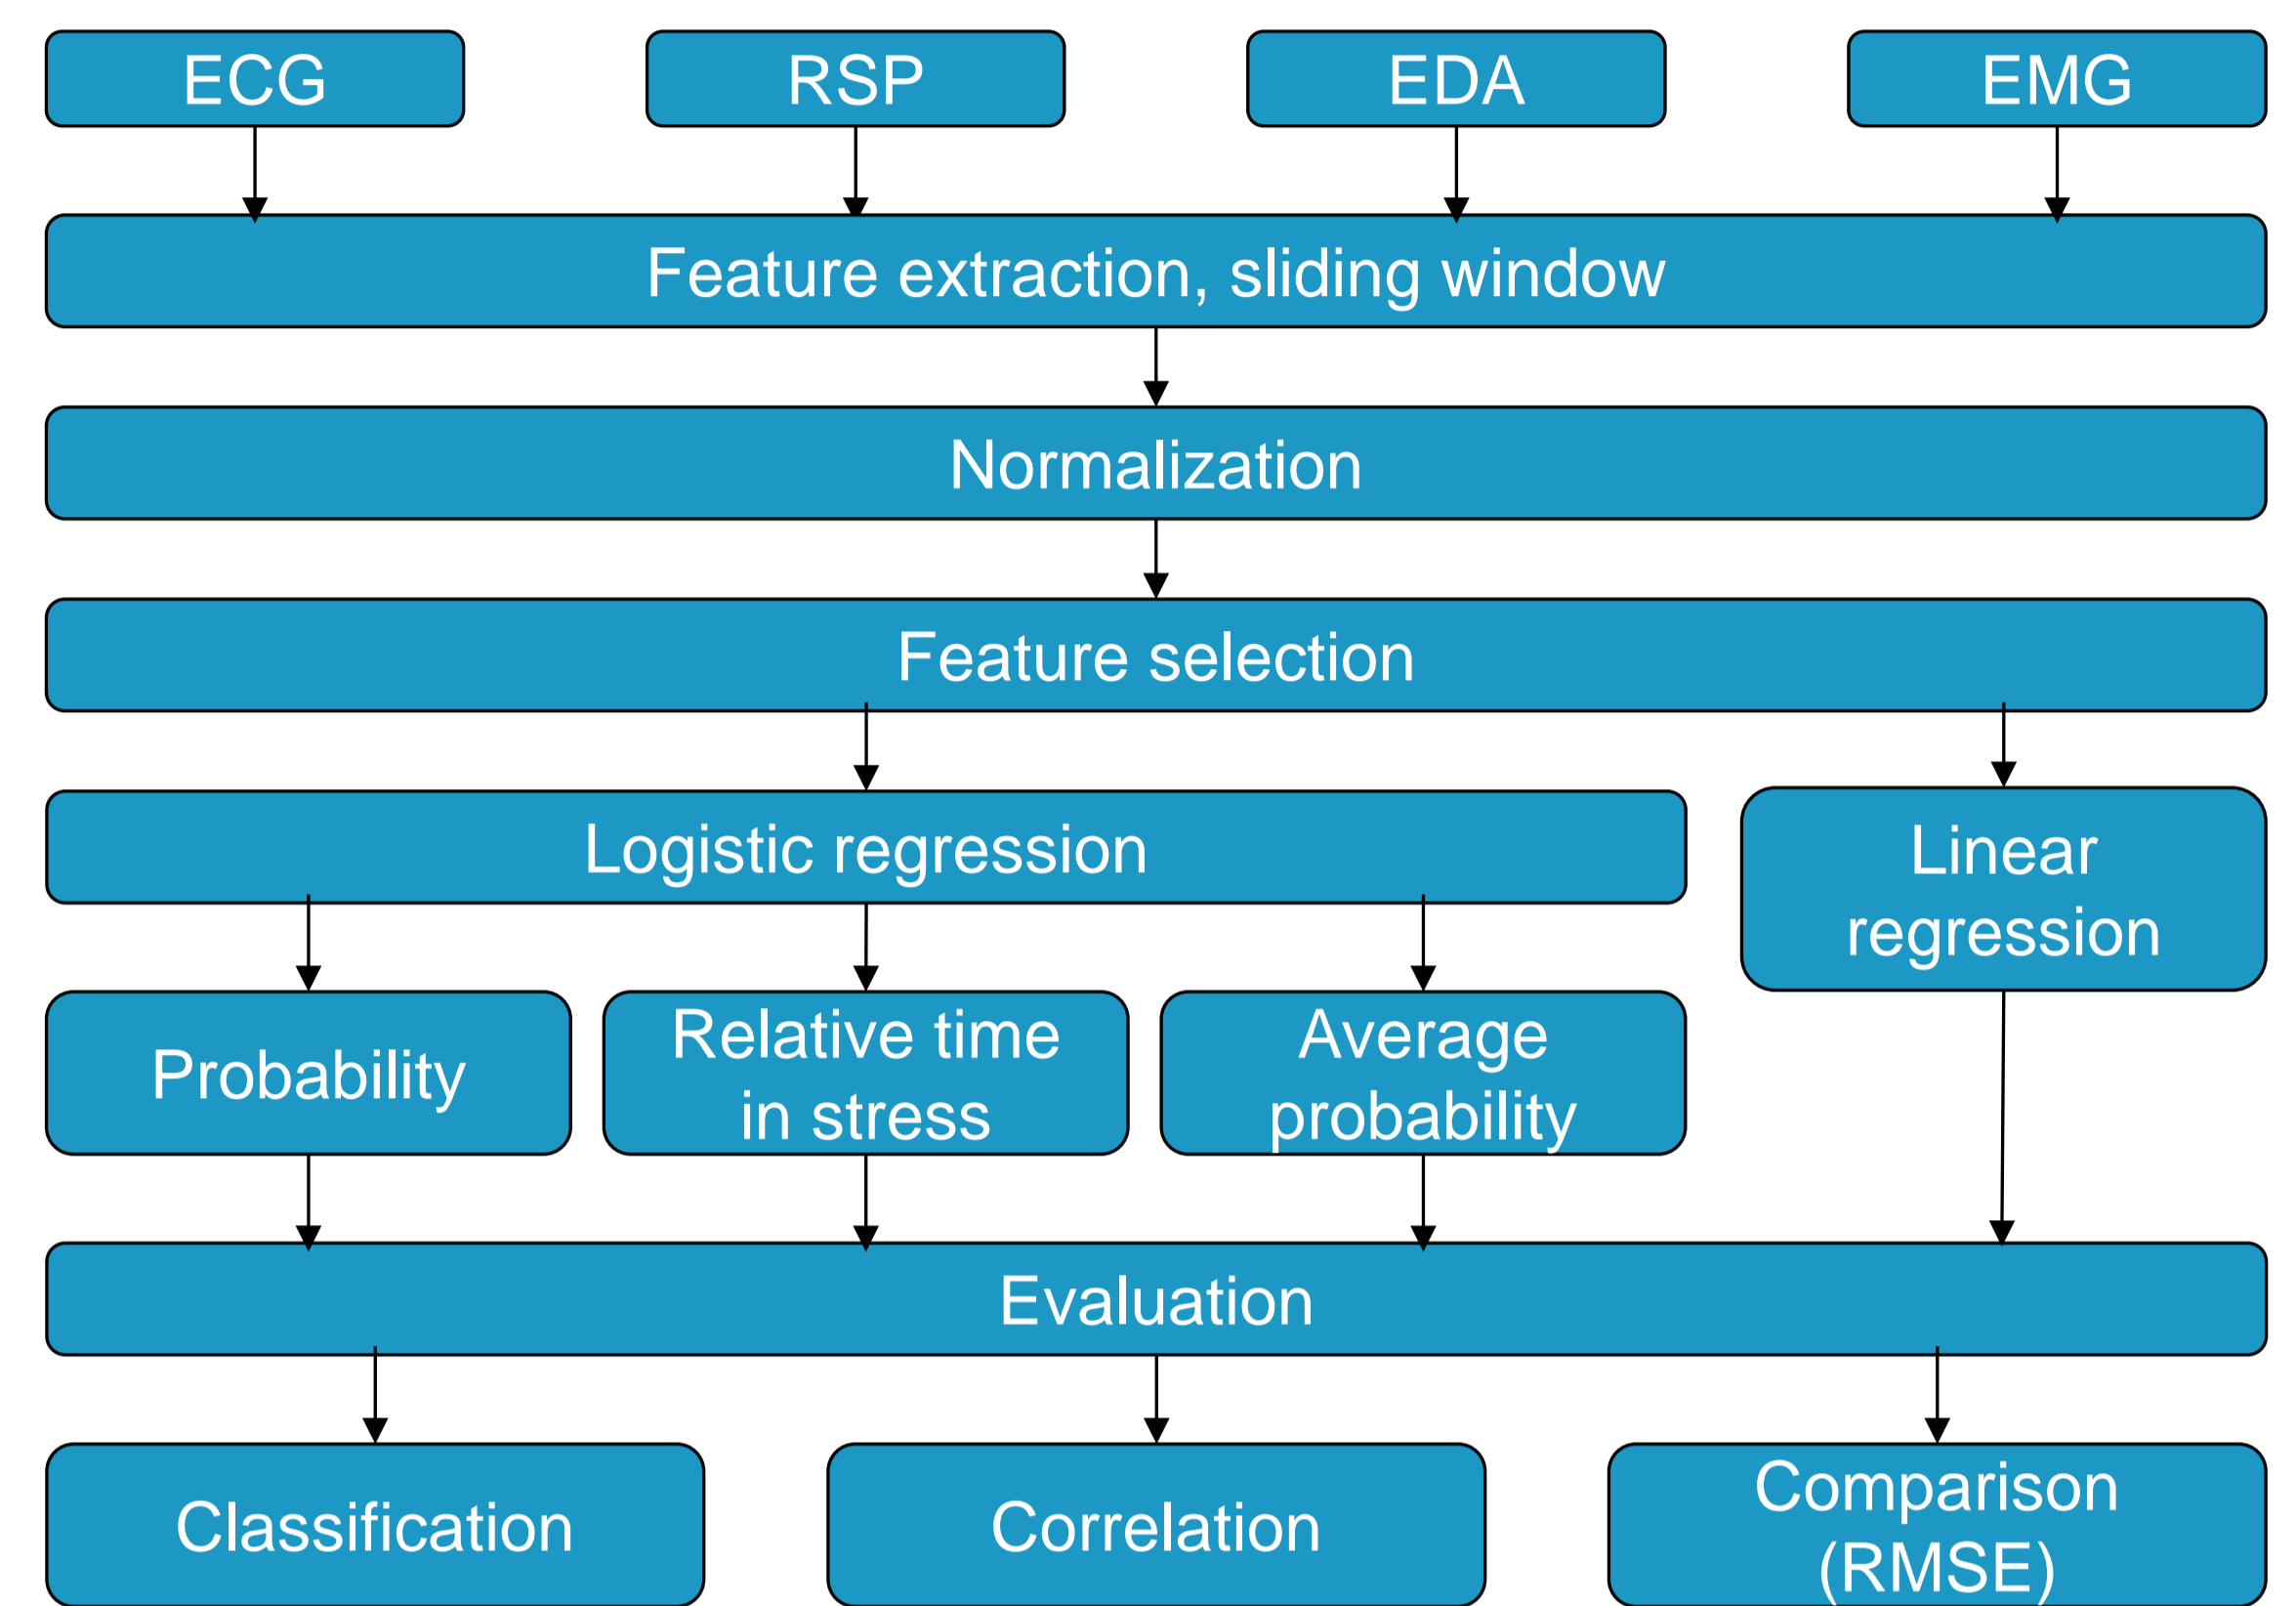 ECG
RSP
EDA
EMG
Feature extraction, sliding window
Normalization
Feature selection
Logistic regression
Linear
regression
Probability
Relative time
in stress
Average
probability
Evaluation
Classification
Correlation
Comparison
(RMSE)